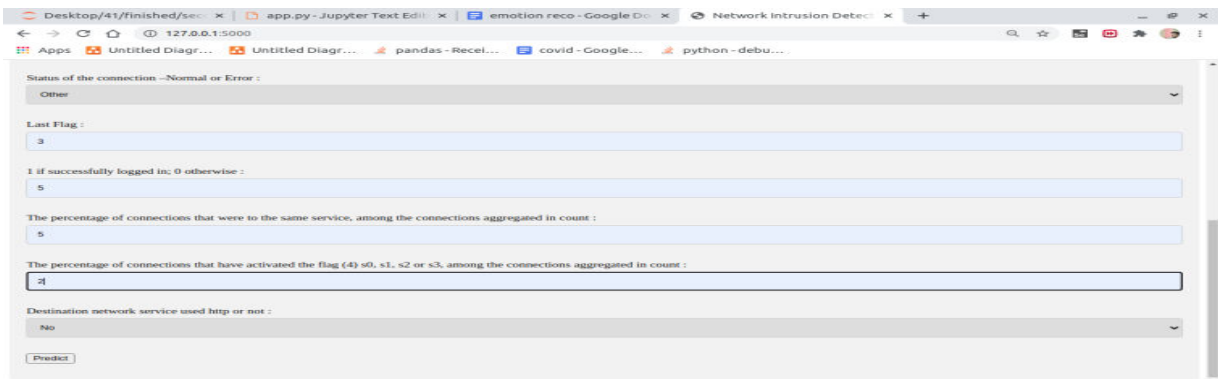 Desktop/41/finished/sec × app.py - Jupyter Text Edit × emotion reco - Google Do × Network Intrusion Detec × +
127.0.0.1:5000
Apps Untitled Diagr... Untitled Diagr... pandas - Recei... covid - Google... python - debu...
Status of the connection –Normal or Error :
Other
Last Flag :
3
1 if successfully logged in; 0 otherwise :
5
The percentage of connections that were to the same service, among the connections aggregated in count :
5
The percentage of connections that have activated the flag (4) s0, s1, s2 or s3, among the connections aggregated in count :
2
Destination network service used http or not :
No
Predict